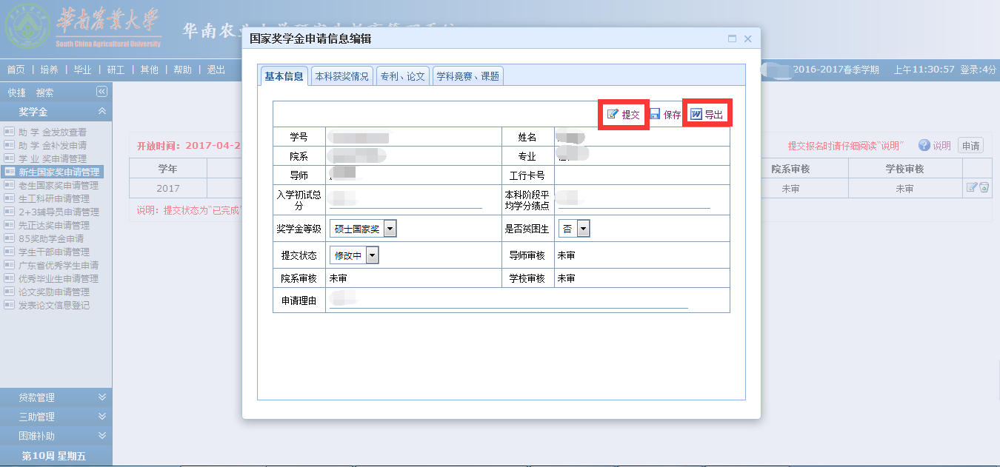 華南農業大學
South China Agricultural University
华南农业
国家奖学金申请信息编辑
首页 | 培养 | 毕业 | 研工 | 其他 | 帮助 | 退出
2016-2017春季学期 上午11:30:57 登录:4分
快捷 搜索
奖学金
助 学 金发放查看
助 学 金补发申请
学 业 奖申请管理
新生国家奖申请管理
老生国家奖申请管理
生工科研申请管理
2+3辅导员申请管理
先正达奖申请管理
85奖助学金申请
学生干部申请管理
广东省优秀学生申请
优秀毕业生申请管理
论文奖励申请管理
发表论文信息登记
贷款管理
三助管理
困难补助
第10周 星期五
开放时间：2017-04-2
提交报名时请仔细阅读“说明” 说明 申请
学年 院系审核 学校审核
2017 未审 未审
说明：提交状态为“已完成”
基本信息 本科获奖情况 专利、论文 学科竞赛、课题
提交 保存 导出
学号 姓名
院系 专业
导师 工行卡号
入学初试总分 本科阶段平均学分绩点
奖学金等级 硕士国家奖 是否贫困生 否
提交状态 修改中 导师审核 未审
院系审核 未审 学校审核 未审
申请理由